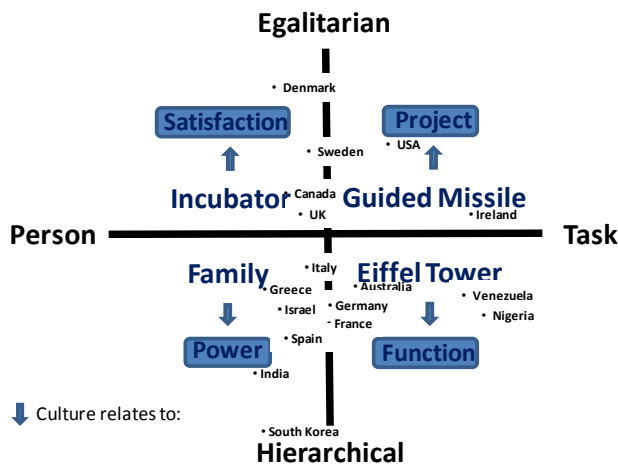 Egalitarian
• Denmark
Satisfaction
Project
• USA
• Sweden
Incubator
• Canada
Guided Missile
• UK
• Ireland
Person
Task
Family
• Italy
Eiffel Tower
• Greece
• Australia
• Venezuela
• Israel
• Germany
• Nigeria
• France
• Spain
Power
Function
• India
Culture relates to:
• South Korea
Hierarchical